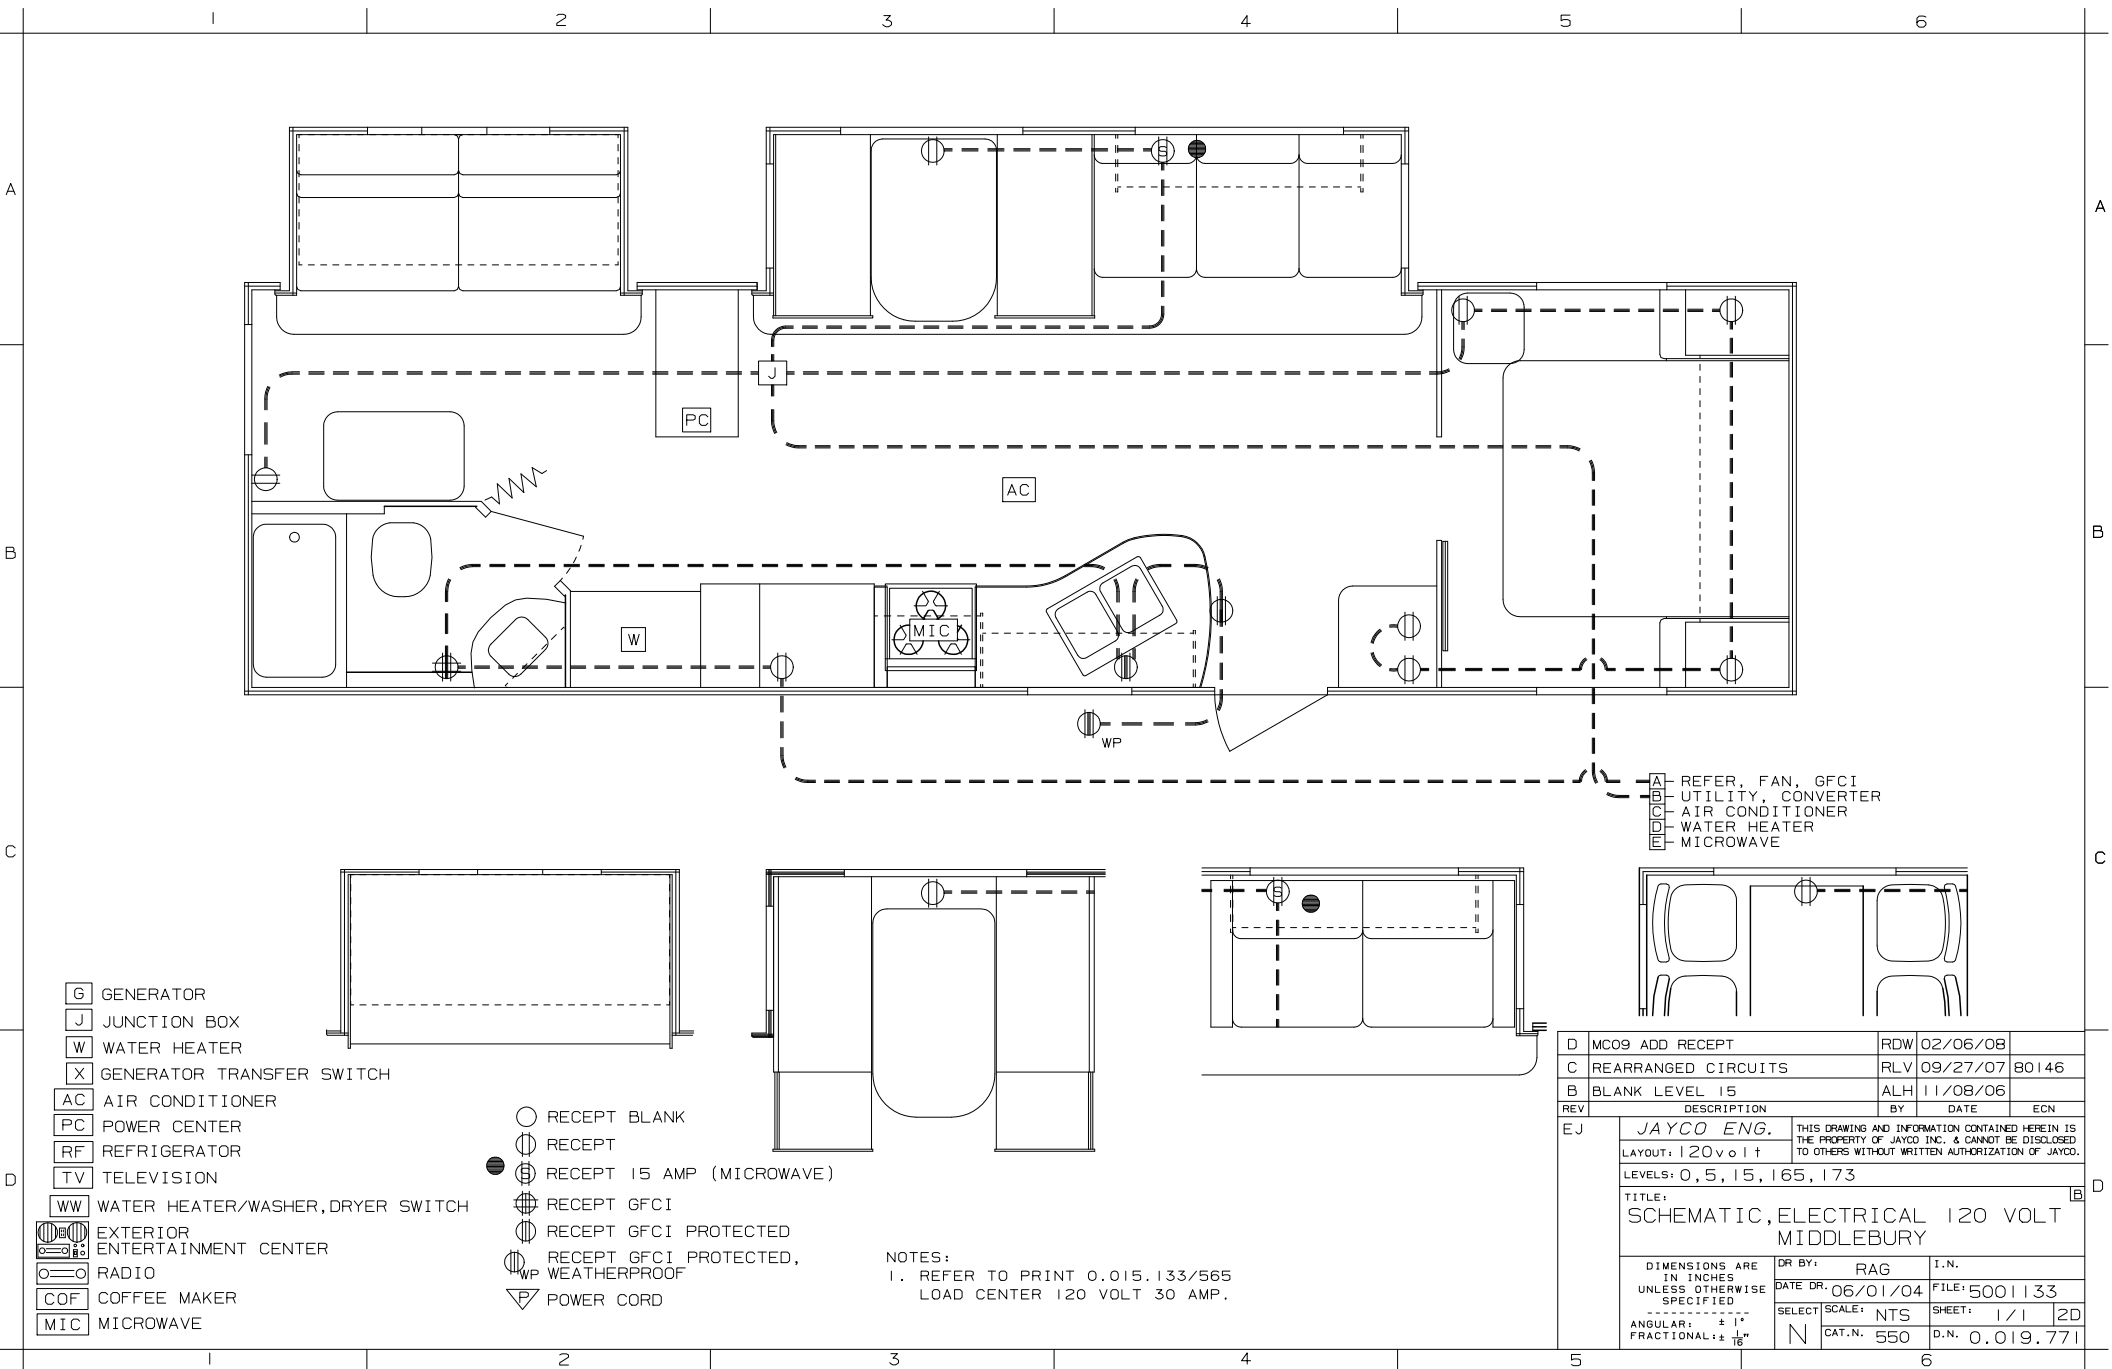 1 2 3 4 5 6
A
A
S
J
PC
AC
B
B
W
MIC
WP
A REFER, FAN, GFCI
B UTILITY, CONVERTER
C AIR CONDITIONER
D WATER HEATER
E MICROWAVE
C
C
S
G GENERATOR
J JUNCTION BOX
W WATER HEATER
X GENERATOR TRANSFER SWITCH
AC AIR CONDITIONER
PC POWER CENTER
RF REFRIGERATOR
TV TELEVISION
WW WATER HEATER/WASHER,DRYER SWITCH
EXTERIOR
ENTERTAINMENT CENTER
RADIO
COF COFFEE MAKER
MIC MICROWAVE
RECEPT BLANK
RECEPT
S RECEPT 15 AMP (MICROWAVE)
RECEPT GFCI
RECEPT GFCI PROTECTED
RECEPT GFCI PROTECTED,
WP WEATHERPROOF
P POWER CORD
NOTES:
1. REFER TO PRINT 0.015.133/565
LOAD CENTER 120 VOLT 30 AMP.
D MC09 ADD RECEPT RDW 02/06/08
C REARRANGED CIRCUITS RLV 09/27/07 80146
B BLANK LEVEL 15 ALH 11/08/06
REV DESCRIPTION BY DATE ECN
EJ
JAYCO ENG.
THIS DRAWING AND INFORMATION CONTAINED HEREIN IS
THE PROPERTY OF JAYCO INC. & CANNOT BE DISCLOSED
TO OTHERS WITHOUT WRITTEN AUTHORIZATION OF JAYCO.
LAYOUT: 120volt
LEVELS: 0,5,15,165,173
TITLE: B
SCHEMATIC,ELECTRICAL 120 VOLT
MIDDLEBURY
DIMENSIONS ARE
IN INCHES
UNLESS OTHERWISE
SPECIFIED
ANGULAR: ± 1°
FRACTIONAL: ± 1/16"
DR BY: RAG I.N.
DATE DR. 06/01/04 FILE: 5001133
SELECT N
SCALE: NTS SHEET: 1/1 2D
CAT.N. 550 D.N. 0.019.771
D
D
1 2 3 4 5 6